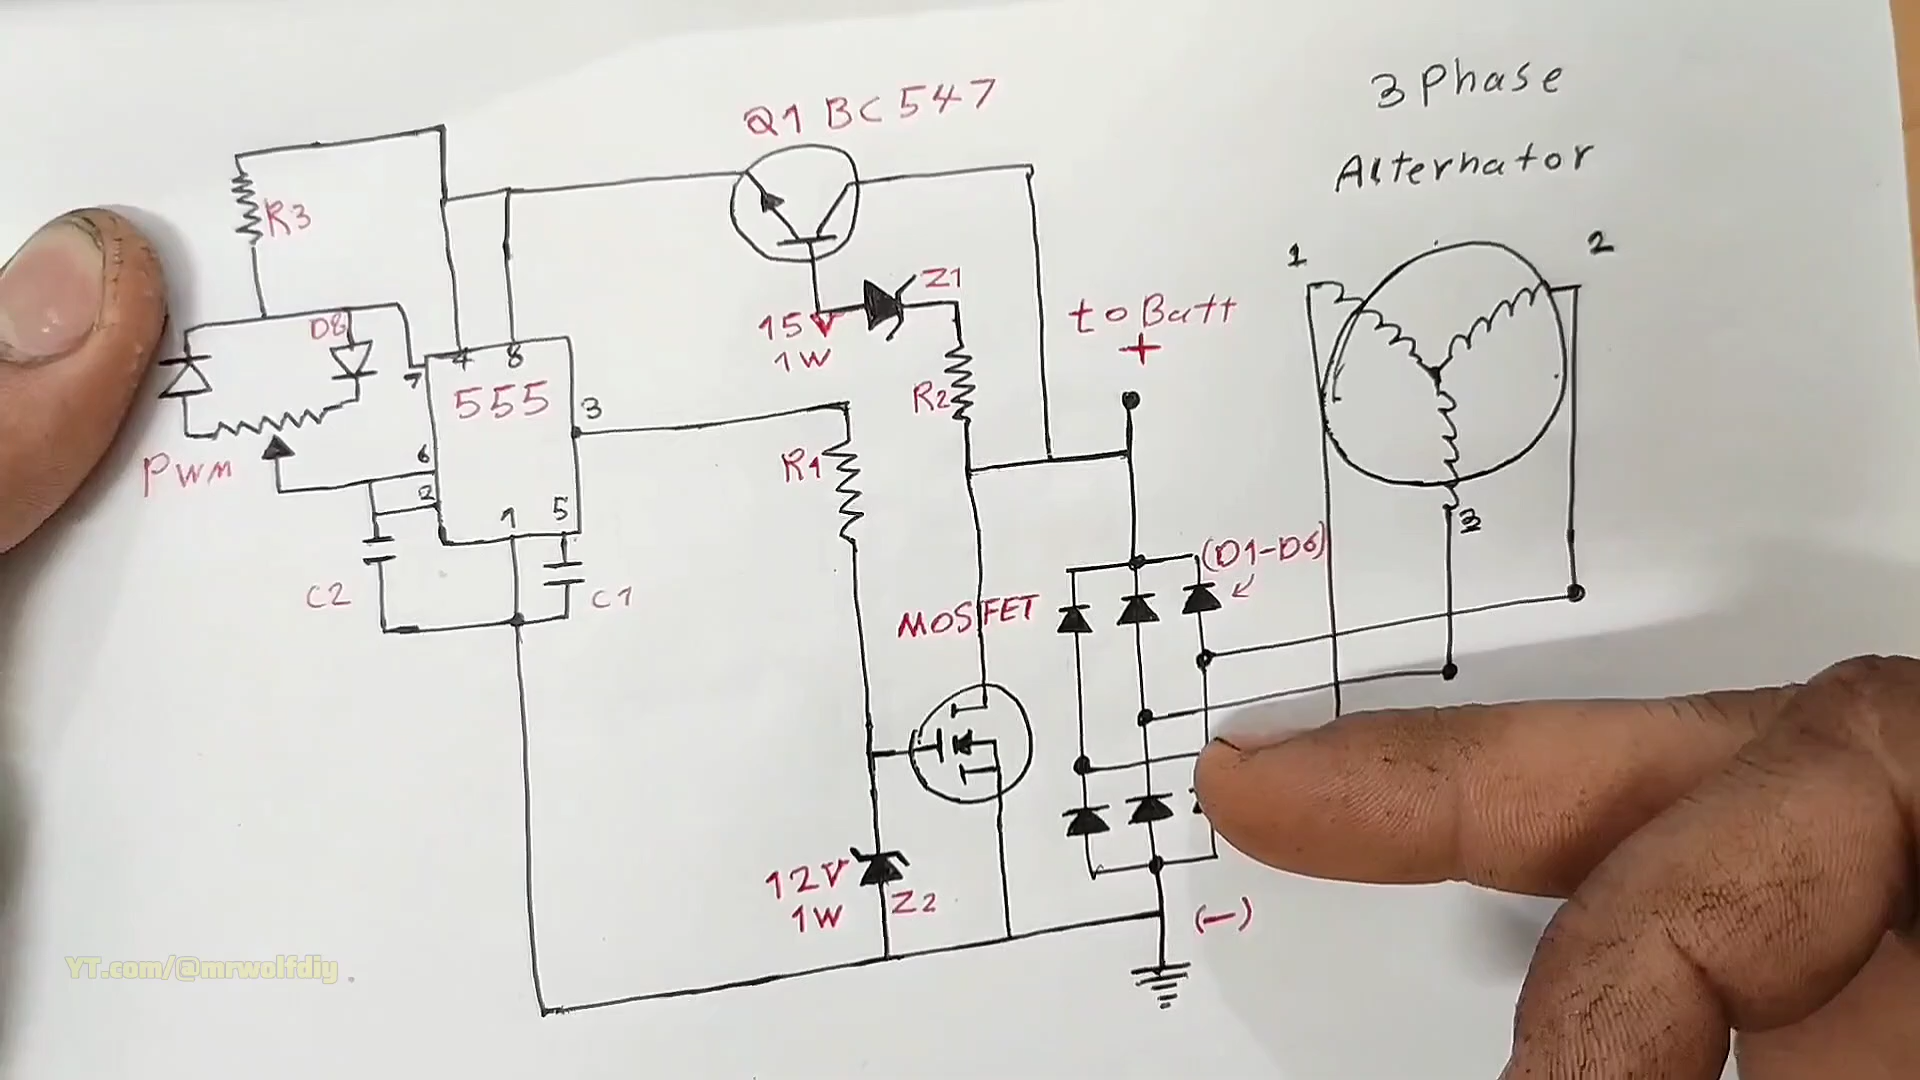 3 Phase
Alternator
Q1 BC547
R3
1
2
Z1
to Batt
+
15V
1W
D8
4
8
7
555
3
R2
PWM
6
2
R1
1
5
3
(D1-D6)
C2
C1
MOSFET
12V
1W
Z2
(-)
YT.com/@mrwolfdiy